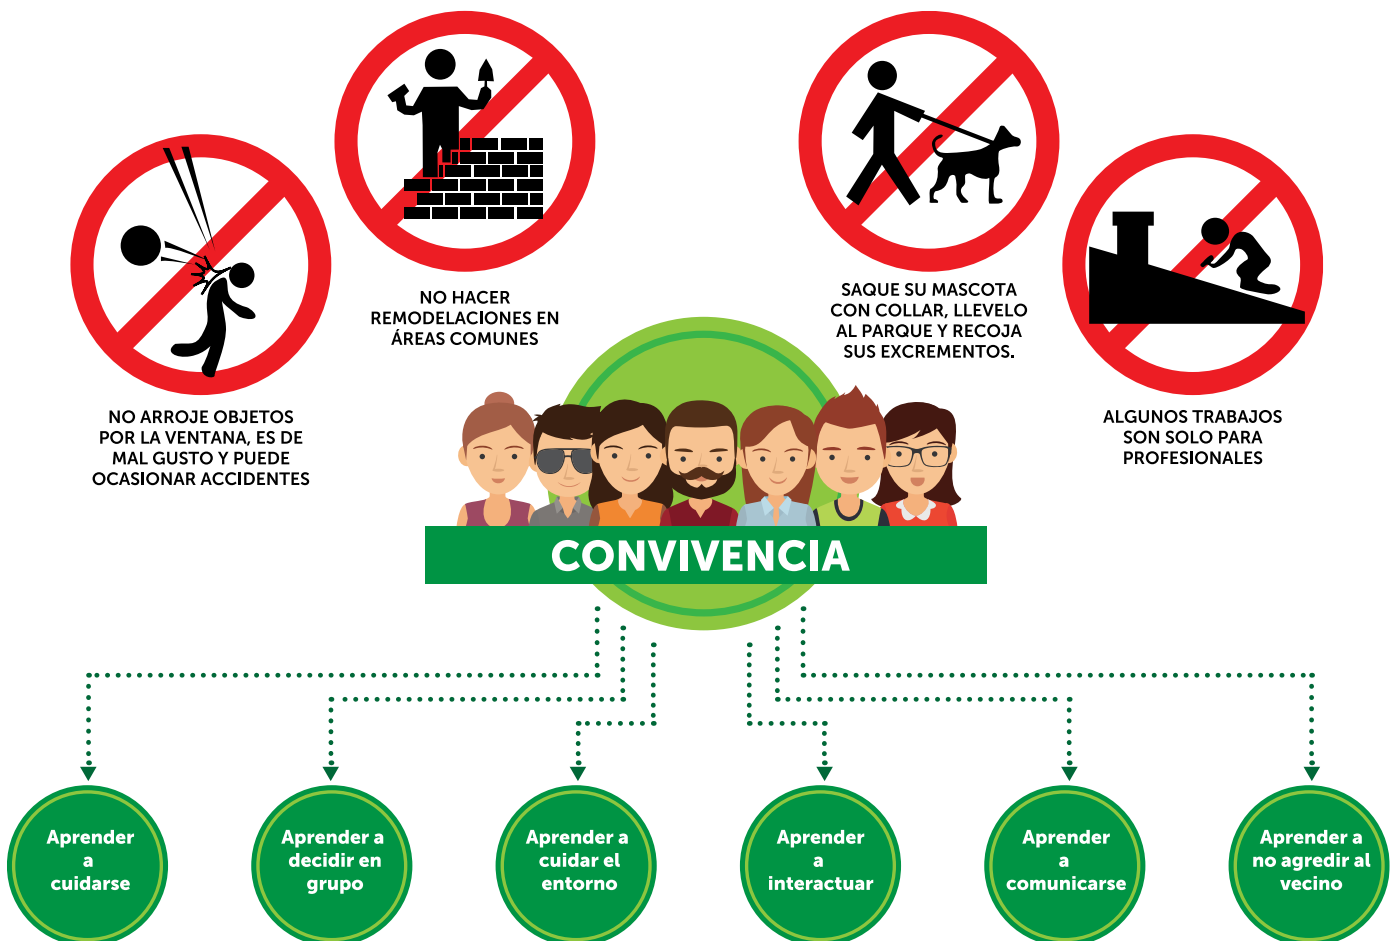 NO HACER
REMODELACIONES EN
ÁREAS COMUNES
SAQUE SU MASCOTA
CON COLLAR, LLEVELO
AL PARQUE Y RECOJA
SUS EXCREMENTOS.
NO ARROJE OBJETOS
POR LA VENTANA, ES DE
MAL GUSTO Y PUEDE
OCASIONAR ACCIDENTES
ALGUNOS TRABAJOS
SON SOLO PARA
PROFESIONALES
CONVIVENCIA
Aprender
a
cuidarse
Aprender a
decidir en
grupo
Aprender a
cuidar el
entorno
Aprender
a
interactuar
Aprender
a
comunicarse
Aprender a
no agredir al
vecino